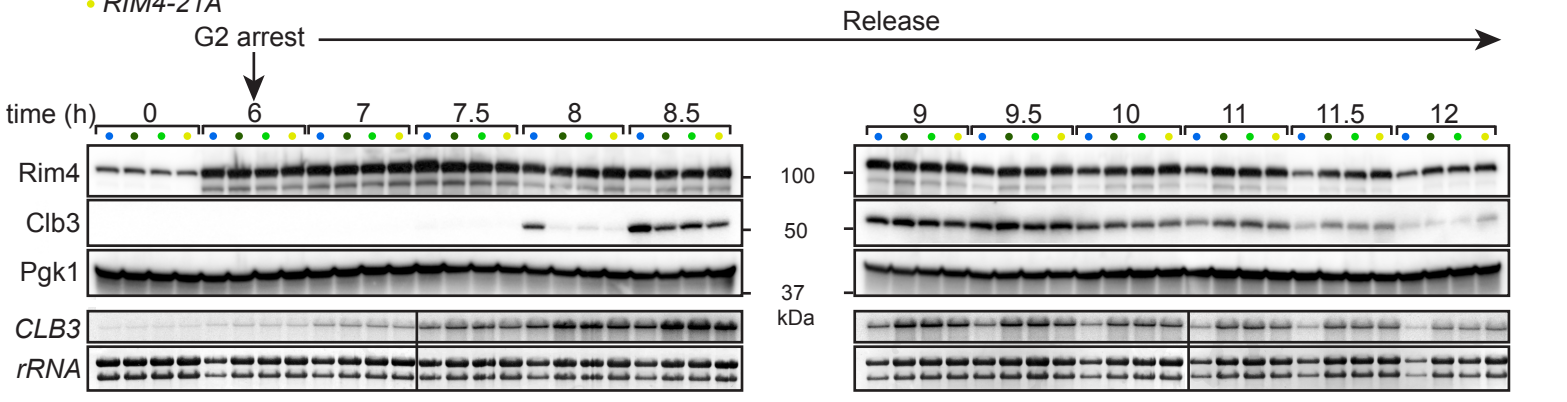 RIM4-21A
Release
G2 arrest
time (h) 0 6 7 7.5 8 8.5 9 9.5 10 11 11.5 12
Rim4 100
Clb3 50
Pgk1 37
kDa
CLB3
rRNA